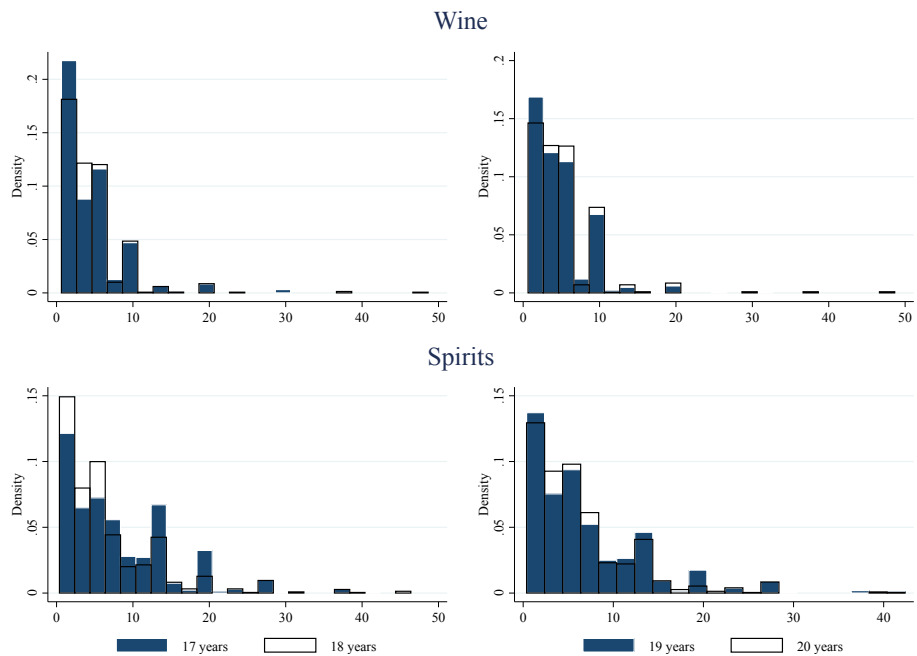 Wine
Density
0 .05 .1 .15 .2
0 10 20 30 40 50
Density
0 .05 .1 .15 .2
0 10 20 30 40 50
Spirits
Density
0 .05 .1 .15
0 10 20 30 40 50
Density
0 .05 .1 .15
0 10 20 30 40
17 years 18 years
19 years 20 years